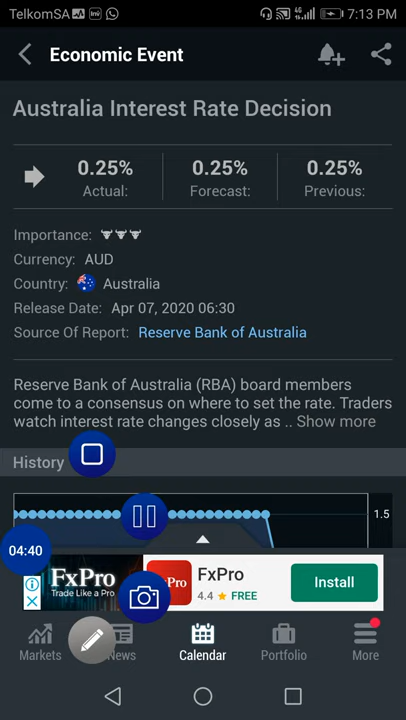 TelkomSA
7:13 PM
Economic Event
Australia Interest Rate Decision
0.25% 0.25% 0.25%
Actual: Forecast: Previous:
Importance:
Currency: AUD
Country: Australia
Release Date: Apr 07, 2020 06:30
Source Of Report: Reserve Bank of Australia
Reserve Bank of Australia (RBA) board members
come to a consensus on where to set the rate. Traders
watch interest rate changes closely as .. Show more
History
1.5
04:40
FxPro
Trade Like a Pro
Pro
FxPro
4.4 ★ FREE
Install
Markets News Calendar Portfolio More